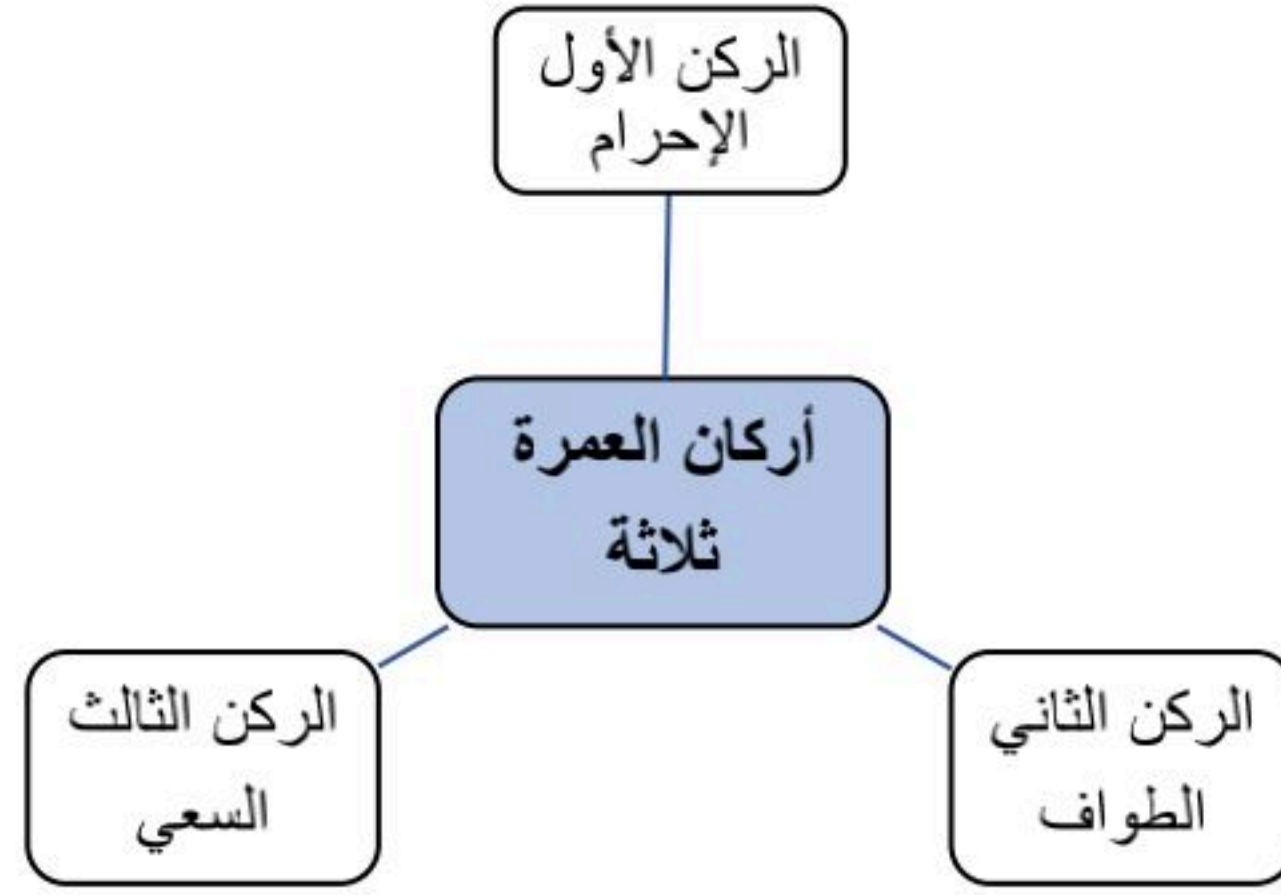 الركن الأول
الإحرام
أركان العمرة
ثلاثة
الركن الثاني
الطواف
الركن الثالث
السعي